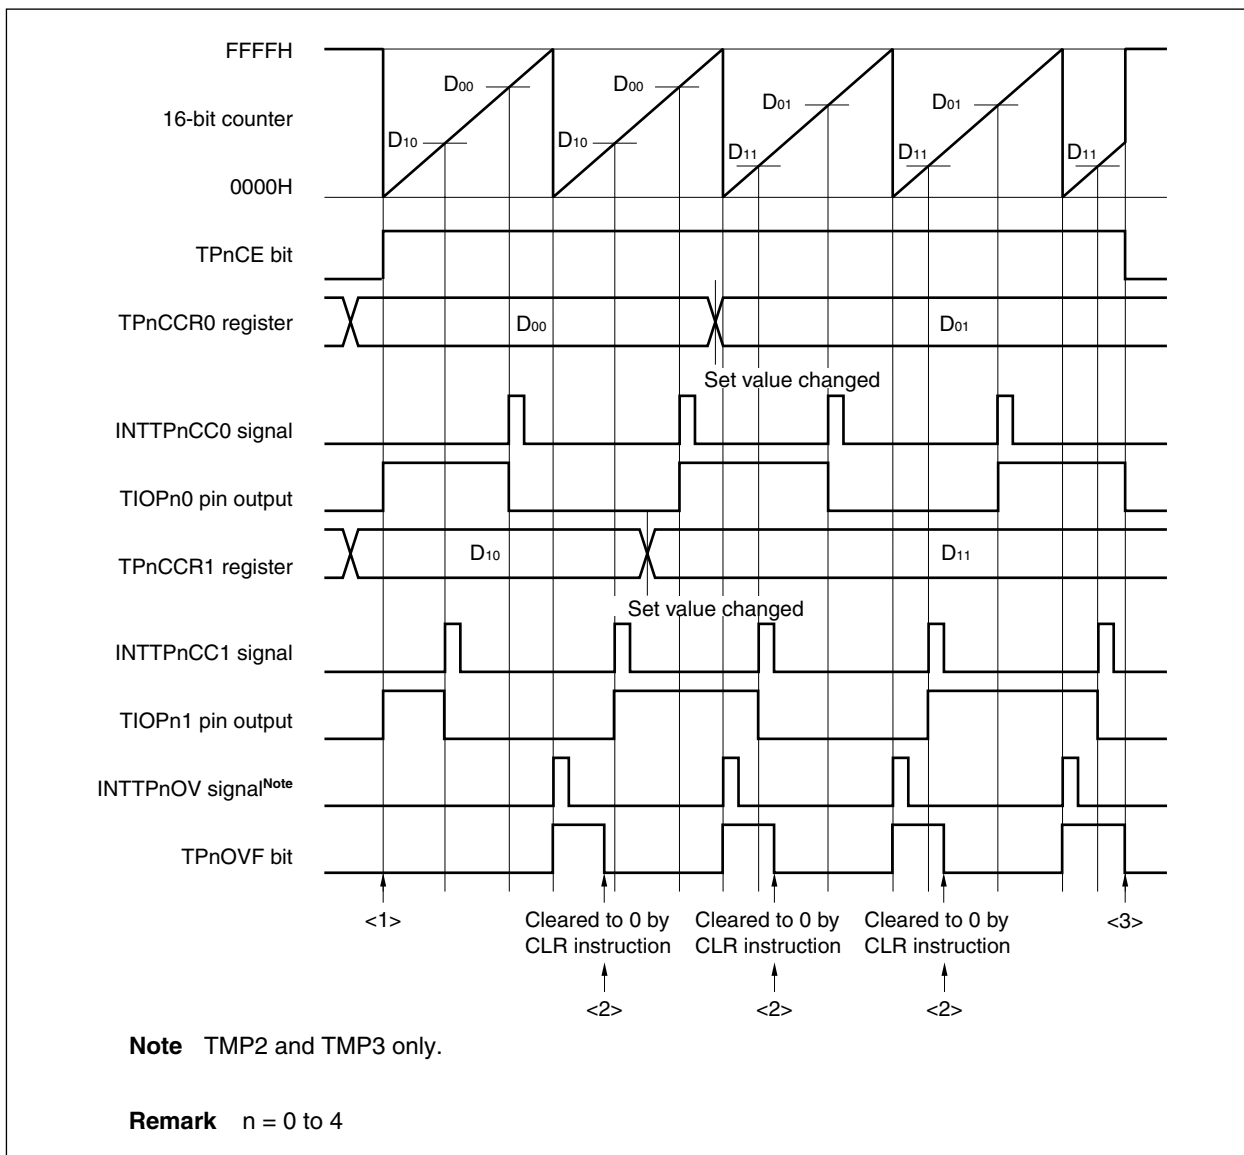 FFFFH
D00 D00
D01 D01
16-bit counter
D10 D10
D11 D11 D11
0000H
TPnCE bit
TPnCCR0 register
D00 D01
Set value changed
INTTPnCC0 signal
TIOPn0 pin output
TPnCCR1 register
D10 D11
Set value changed
INTTPnCC1 signal
TIOPn1 pin output
INTTPnOV signalNote
TPnOVF bit
<1>
Cleared to 0 by
CLR instruction
<2>
Cleared to 0 by
CLR instruction
<2>
Cleared to 0 by
CLR instruction
<2>
<3>
Note TMP2 and TMP3 only.
Remark n = 0 to 4